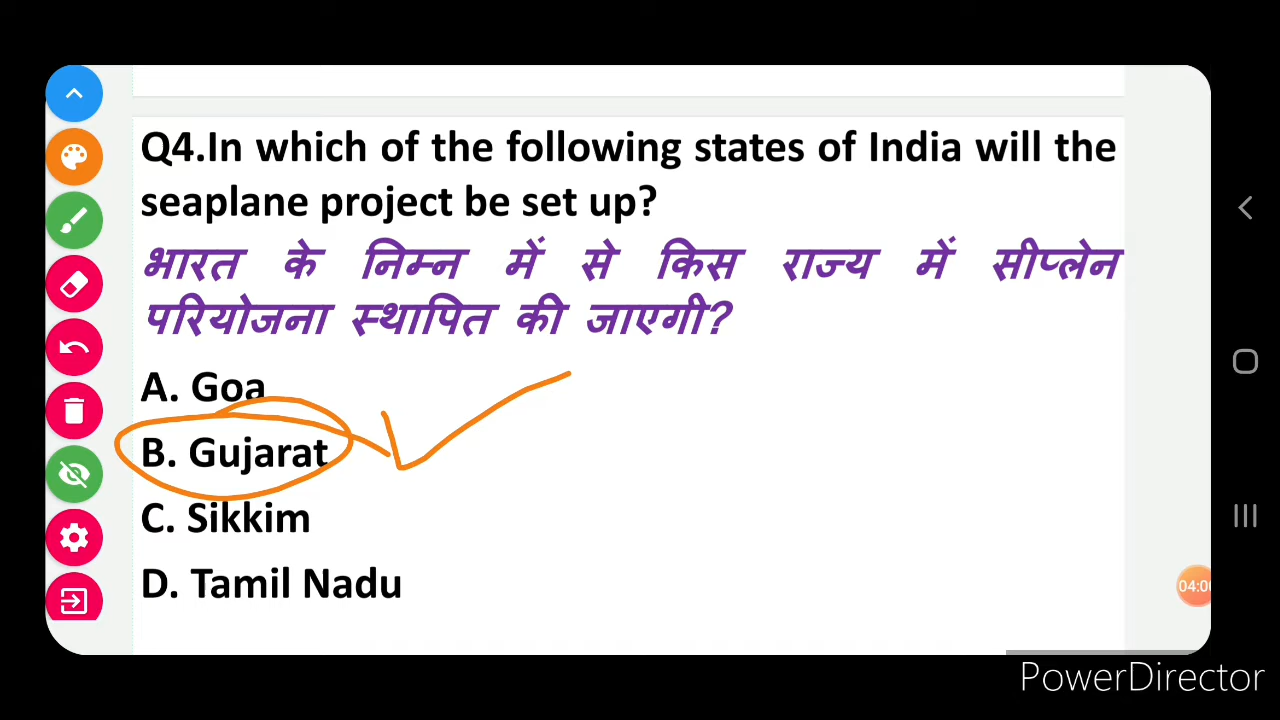 Q4.In which of the following states of India will the
seaplane project be set up?
भारत के निम्न में से किस राज्य में सीप्लेन
परियोजना स्थापित की जाएगी?
A. Goa
B. Gujarat
C. Sikkim
D. Tamil Nadu
PowerDirector